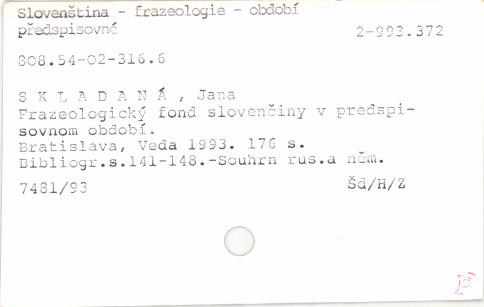 Slovenština - frazeologie - období
předspisovné 2-993.372
808.54-02-316.6
S K L A D A N Á , Jana
Frazeologický fond slovenčiny v predspi-
sovnom období.
Bratislava, Veda 1993. 176 s.
Bibliogr.s.141-148.-Souhrn rus.a něm.
7481/93 Šd/H/Z